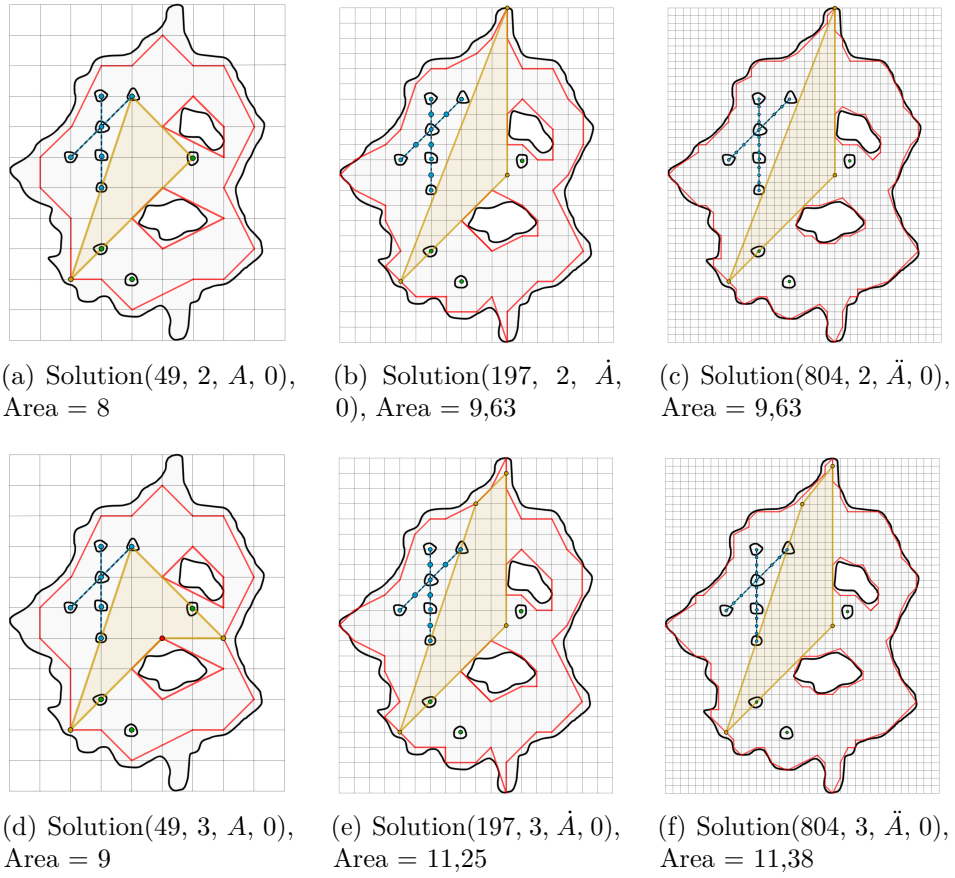 (a) Solution(49, 2, A, 0),
Area = 8
(b) Solution(197, 2, Ȧ,
0), Area = 9,63
(c) Solution(804, 2, Ä, 0),
Area = 9,63
(d) Solution(49, 3, A, 0),
Area = 9
(e) Solution(197, 3, Ȧ, 0),
Area = 11,25
(f) Solution(804, 3, Ä, 0),
Area = 11,38